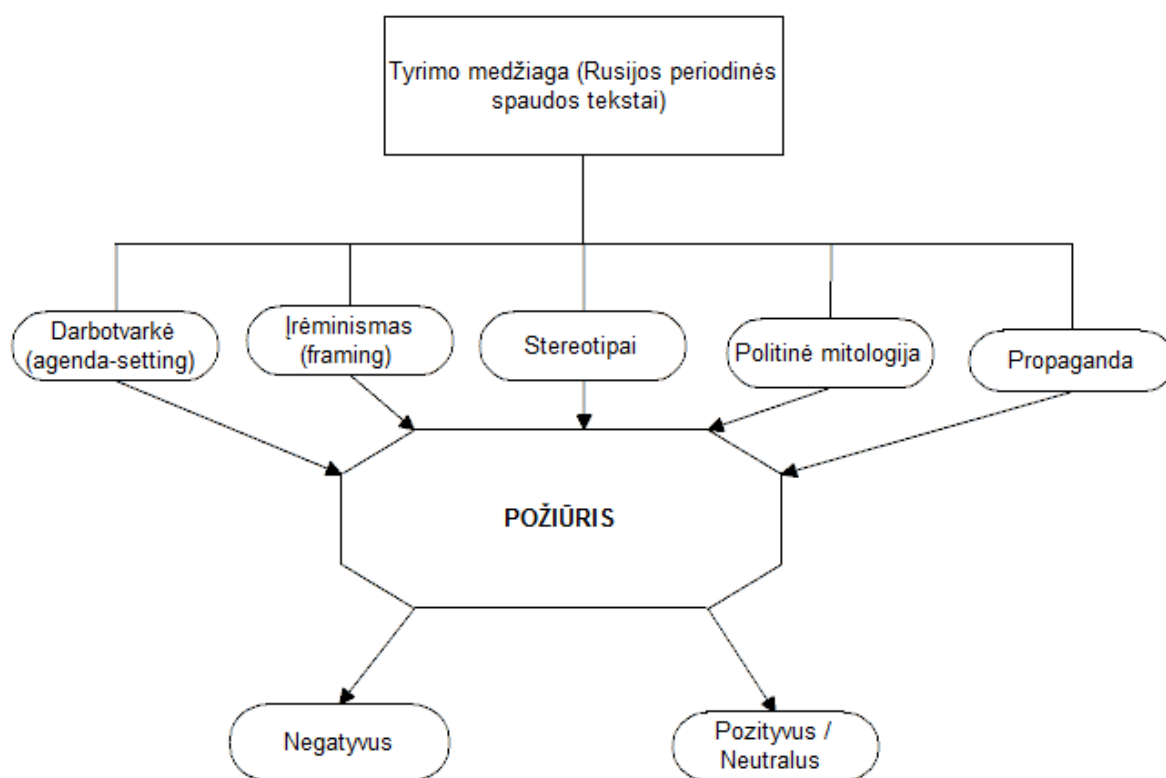 Tyrimo medžiaga (Rusijos periodinės
spaudos tekstai)
Darbotvarkė
(agenda-setting)
Įrėminismas
(framing)
Stereotipai
Politinė mitologija
Propaganda
POŽIŪRIS
Negatyvus
Pozityvus /
Neutralus